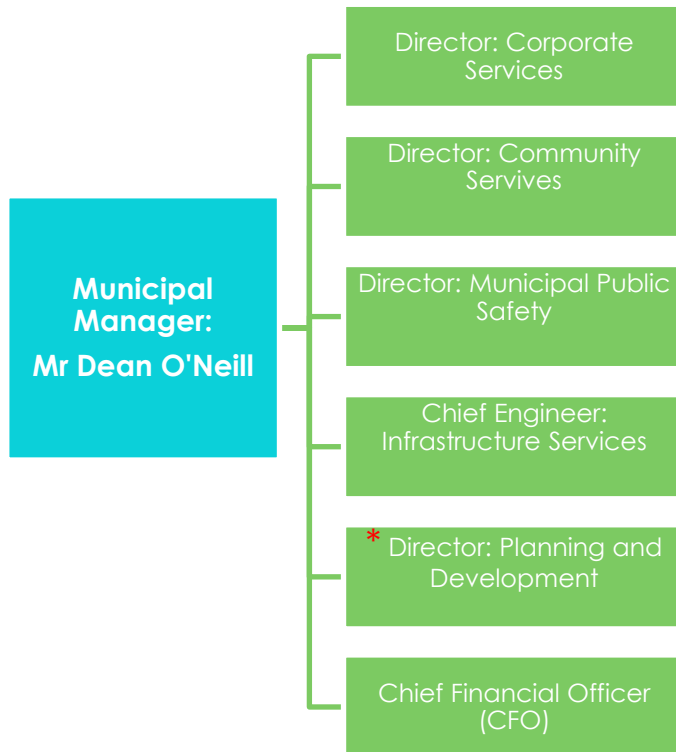 Director: Corporate
Services
Director: Community
Servives
Municipal
Manager:
Mr Dean O'Neill
Director: Municipal Public
Safety
Chief Engineer:
Infrastructure Services
* Director: Planning and
Development
Chief Financial Officer
(CFO)